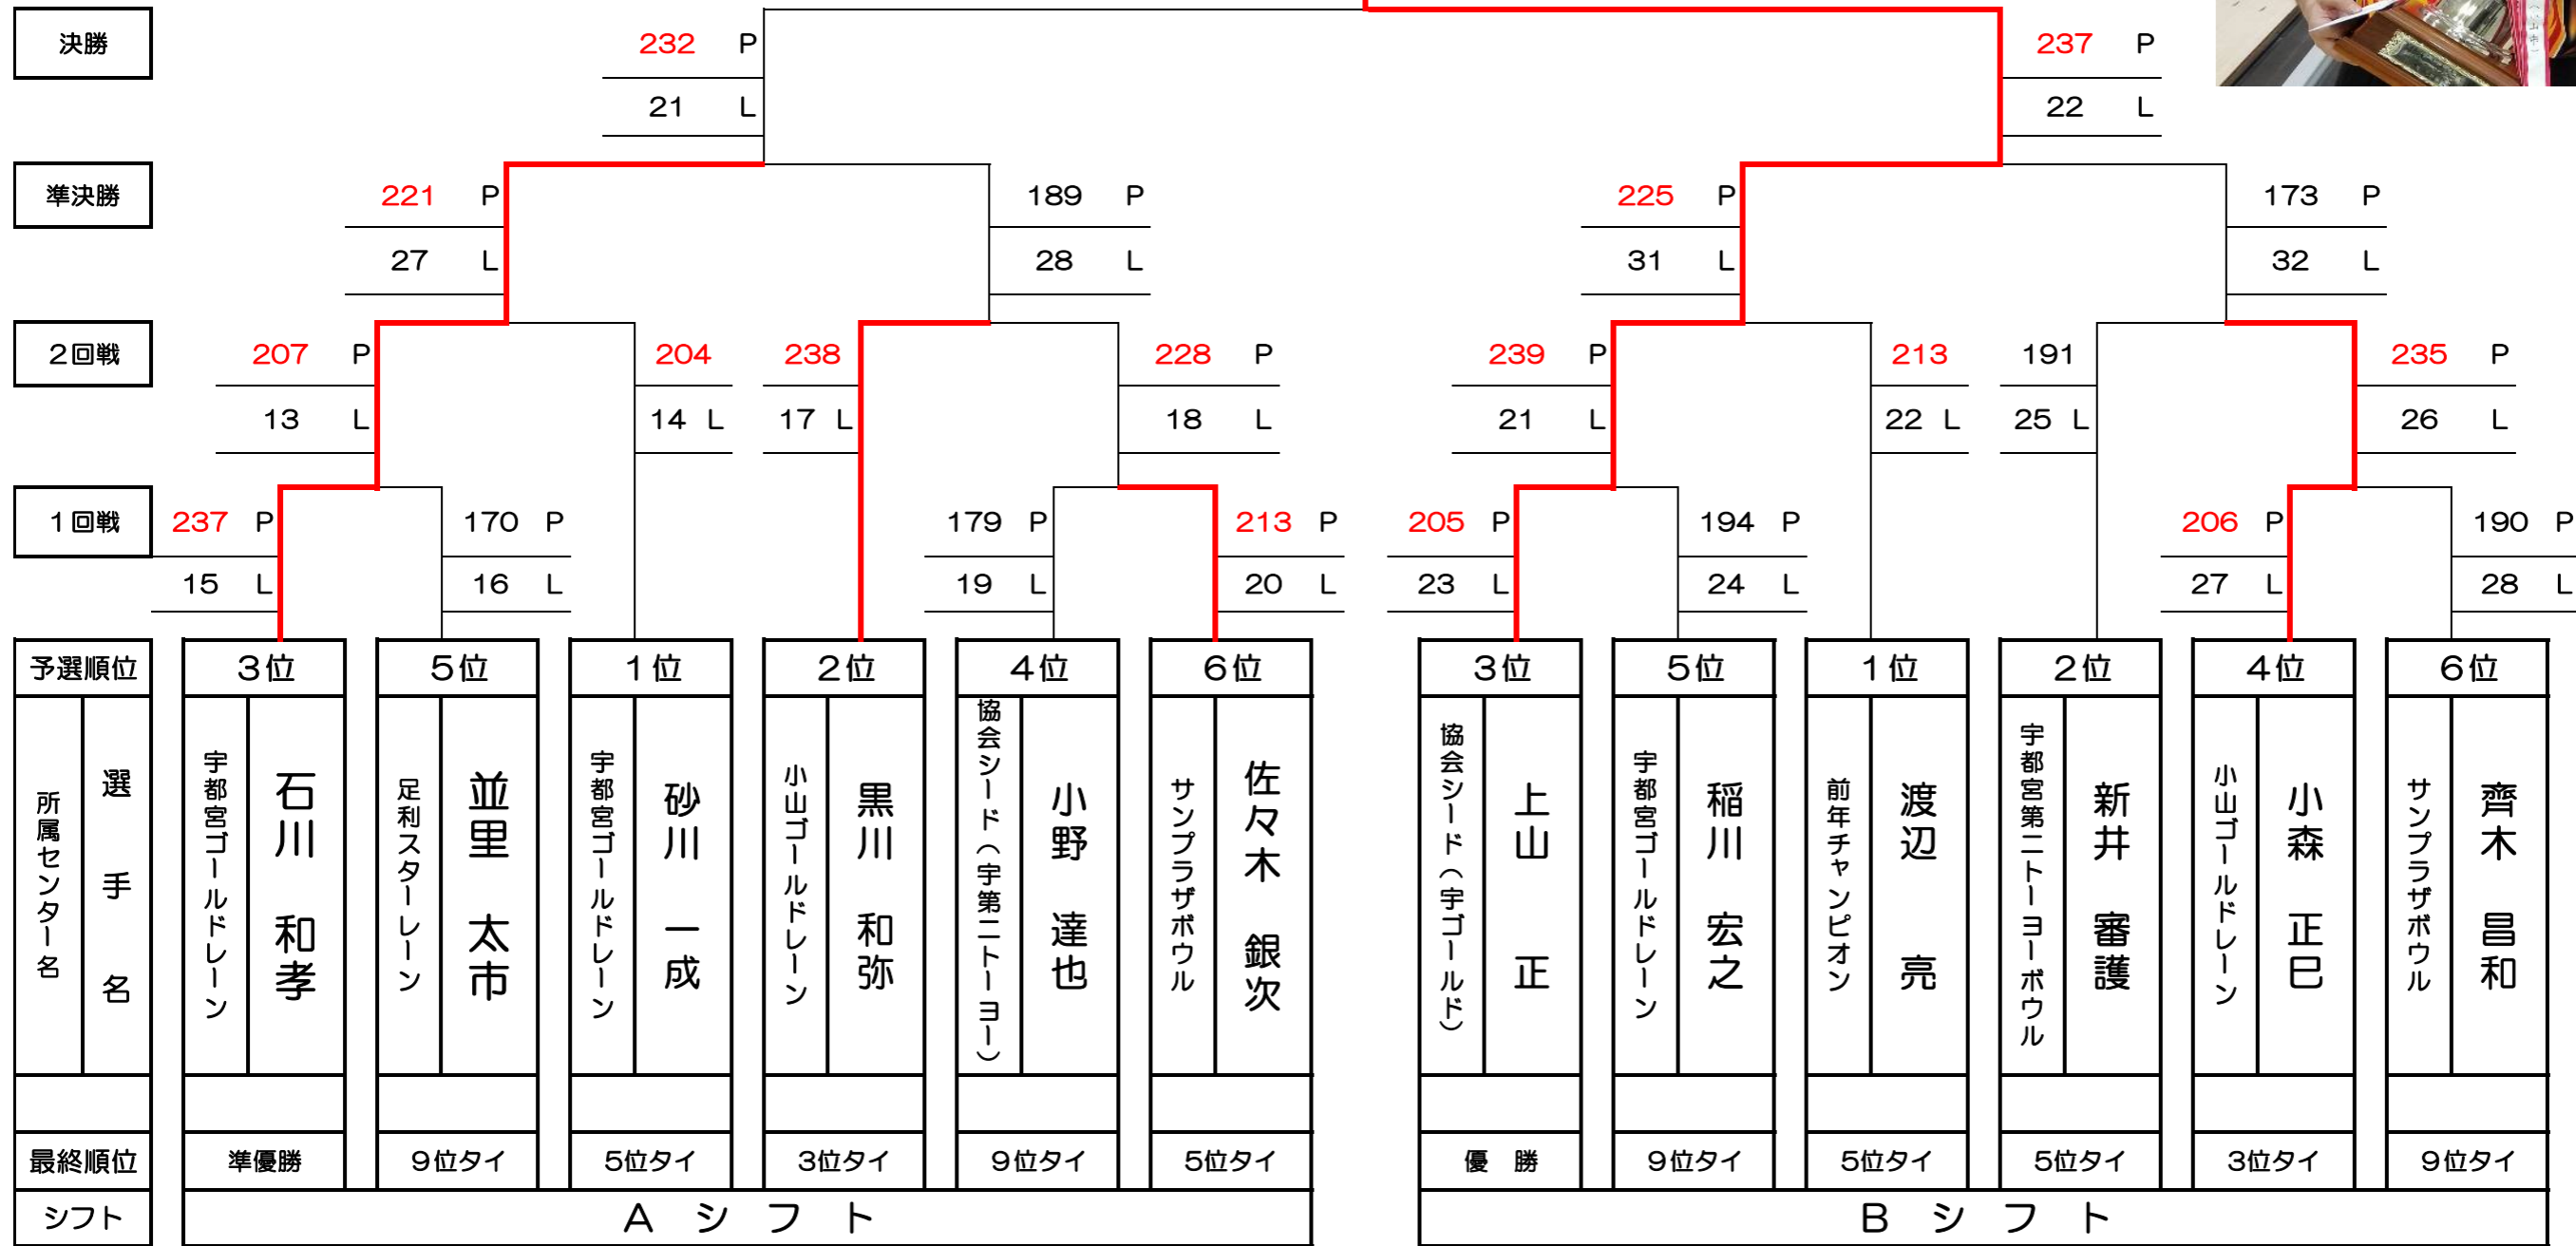 決勝
232 P 237 P
21 L 22 L
準決勝
221 P 189 P 225 P 173 P
27 L 28 L 31 L 32 L
2回戦
207 P 204 238 228 P 239 P 213 191 235 P
13 L 14 L 17 L 18 L 21 L 22 L 25 L 26 L
1回戦
237 P 170 P 179 P 213 P 205 P 194 P 206 P 190 P
15 L 16 L 19 L 20 L 23 L 24 L 27 L 28 L
予選順位 3位 5位 1位 2位 4位 6位 3位 5位 1位 2位 4位 6位
所属センター名
選手名
宇都宮ゴールドレーン
石川 和孝
足利スターレーン
並里 太市
宇都宮ゴールドレーン
砂川 一成
小山ゴールドレーン
黒川 和弥
協会シード（宇第二トーヨー）
小野 達也
サンプラザボウル
佐々木 銀次
協会シード（宇ゴールド）
上山 正
宇都宮ゴールドレーン
稲川 宏之
前年チャンピオン
渡辺 亮
宇都宮第二トーヨーボウル
新井 審護
小山ゴールドレーン
小森 正巳
サンプラザボウル
齊木 昌和
最終順位 準優勝 9位タイ 5位タイ 3位タイ 9位タイ 5位タイ 優 勝 9位タイ 5位タイ 5位タイ 3位タイ 9位タイ
シフト A シ フ ト B シ フ ト